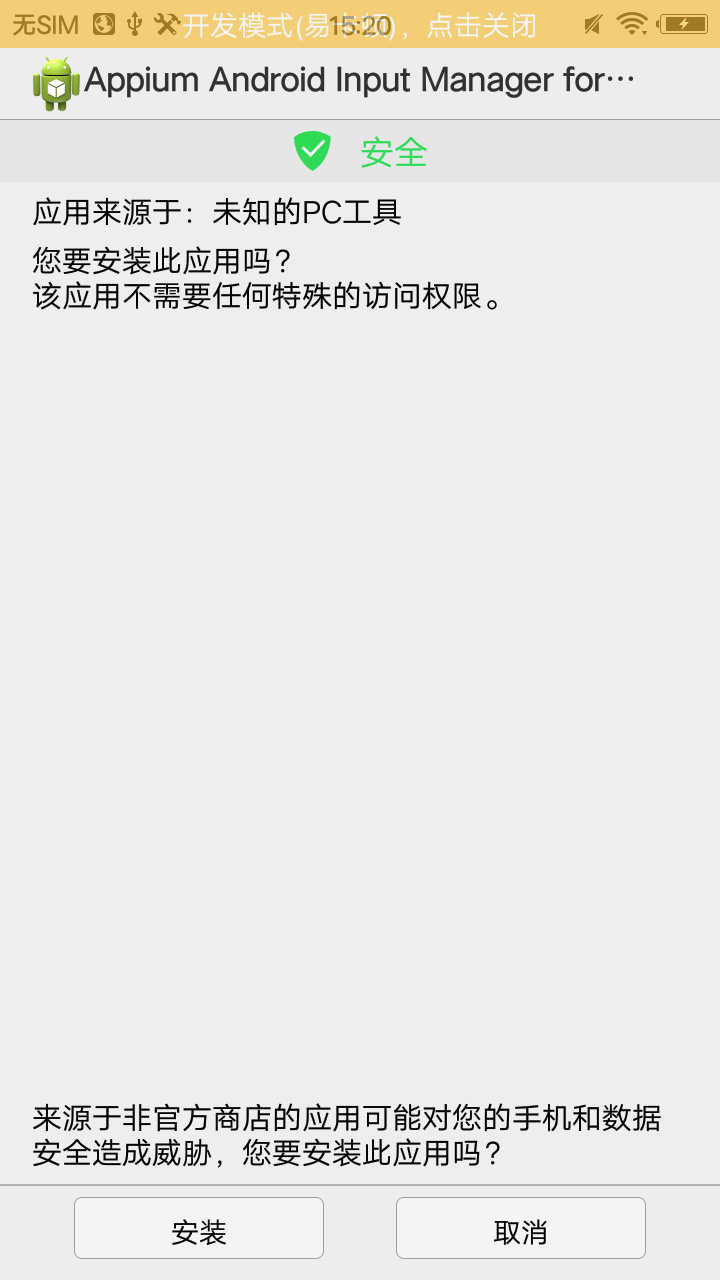 无SIM 开发模式(易卡顿)，点击关闭 15:20
Appium Android Input Manager for…
安全
应用来源于：未知的PC工具
您要安装此应用吗？
该应用不需要任何特殊的访问权限。
来源于非官方商店的应用可能对您的手机和数据
安全造成威胁，您要安装此应用吗？
安装 取消